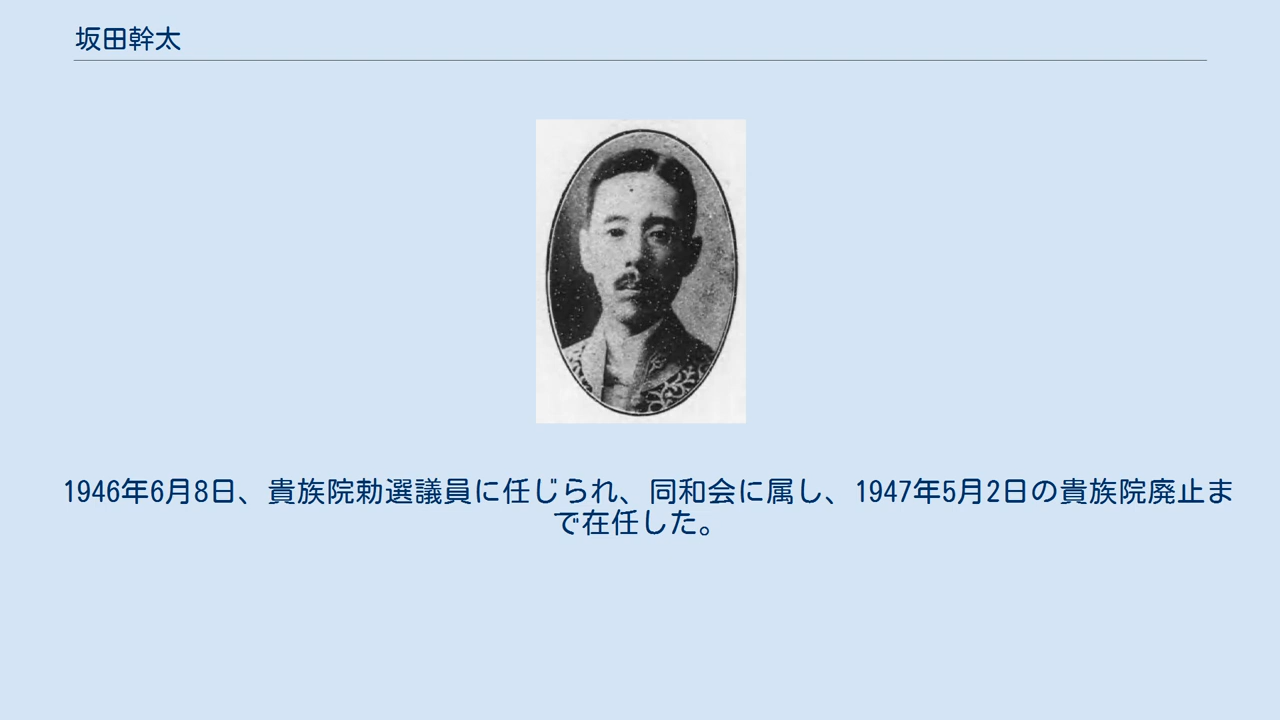 坂田幹太
1946年6月8日、貴族院勅選議員に任じられ、同和会に属し、1947年5月2日の貴族院廃止ま
で在任した。